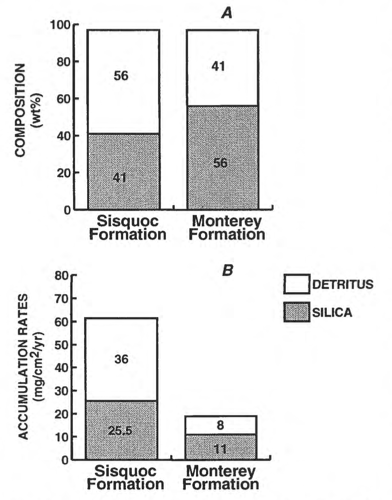 A
COMPOSITION
(wt%)
100
80
60
40
20
0
56
41
41
56
Sisquoc
Formation
Monterey
Formation
B
DETRITUS
SILICA
ACCUMULATION RATES
(mg/cm2/yr)
80
70
60
50
40
30
20
10
0
36
25.5
8
11
Sisquoc
Formation
Monterey
Formation